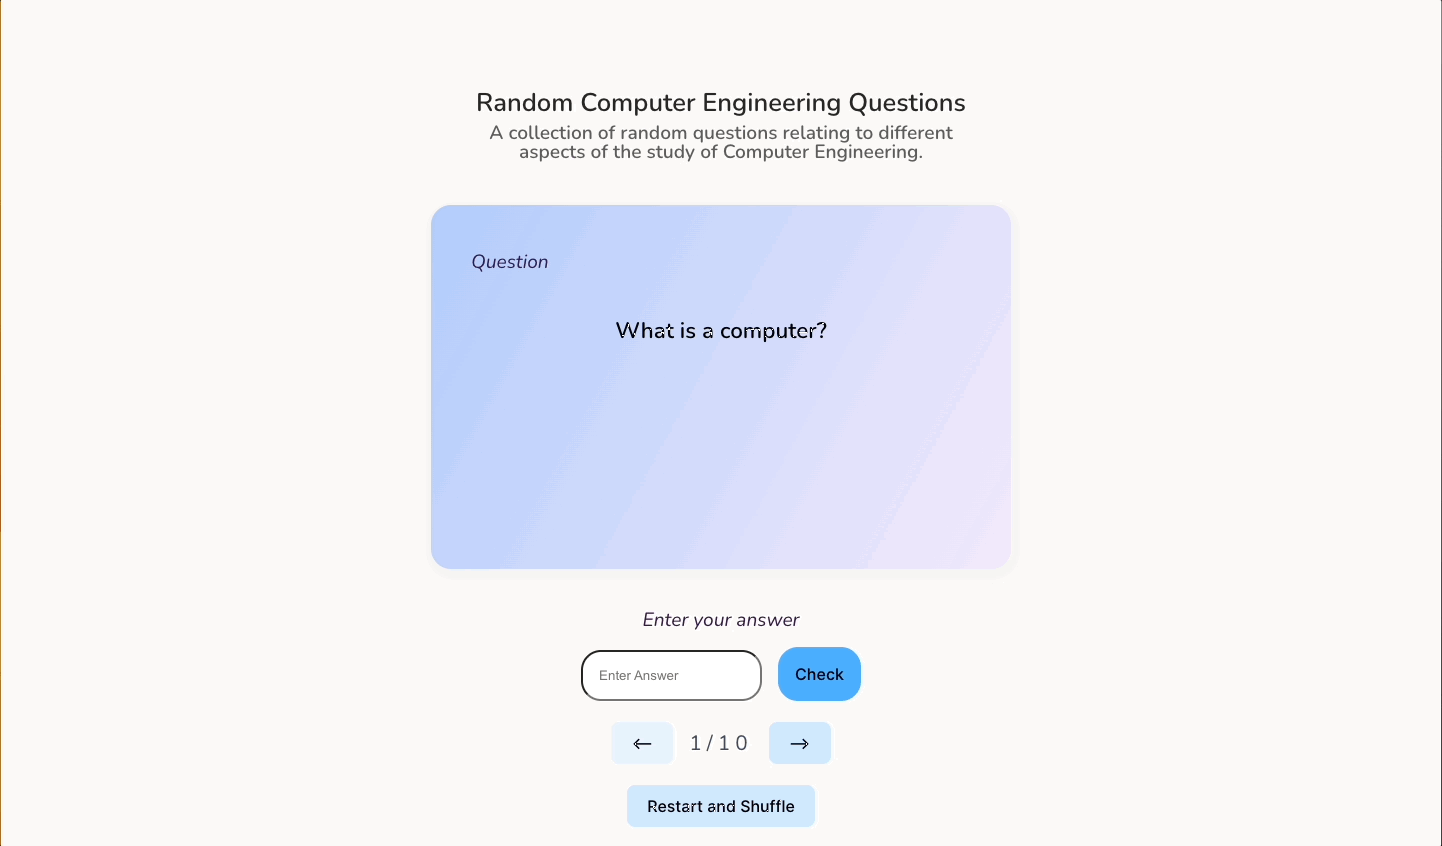 Random Computer Engineering Questions
A collection of random questions relating to different
aspects of the study of Computer Engineering.
Question
What is a computer?
Enter your answer
Enter Answer
Check
← 1 / 1 0 →
Restart and Shuffle